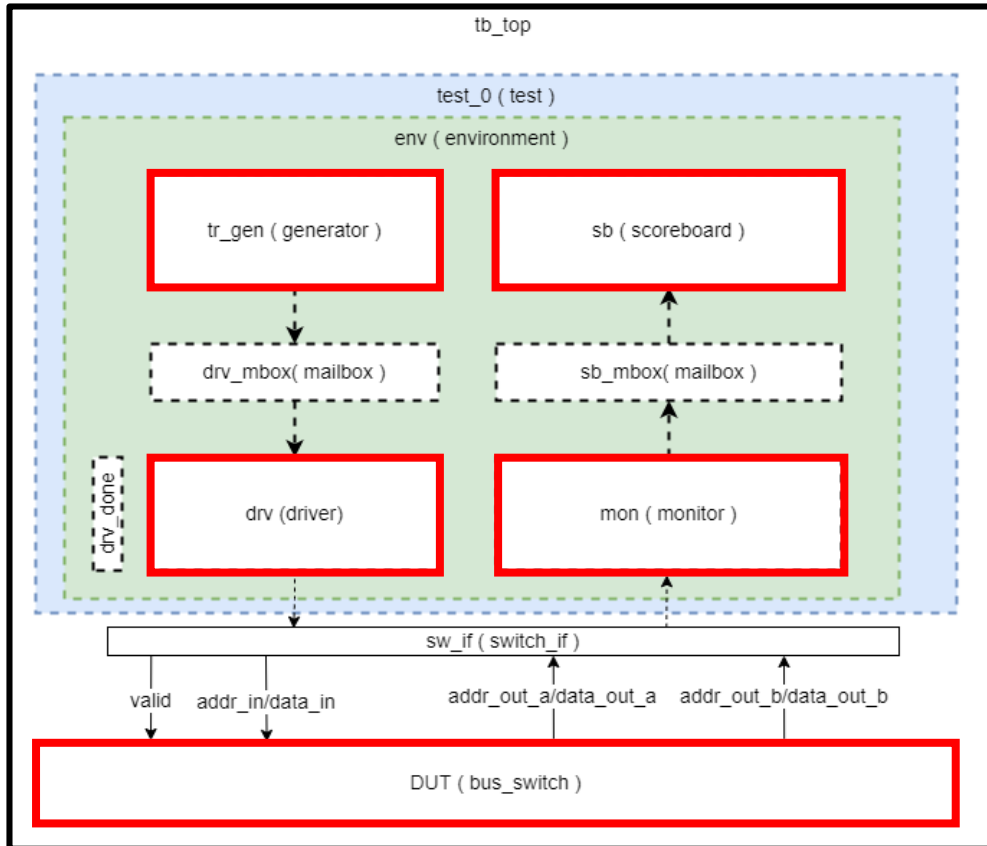 tb_top
test_0 ( test )
env ( environment )
tr_gen ( generator )
sb ( scoreboard )
drv_mbox( mailbox )
sb_mbox( mailbox )
drv_done
drv (driver)
mon ( monitor )
sw_if ( switch_if )
valid
addr_in/data_in
addr_out_a/data_out_a
addr_out_b/data_out_b
DUT ( bus_switch )